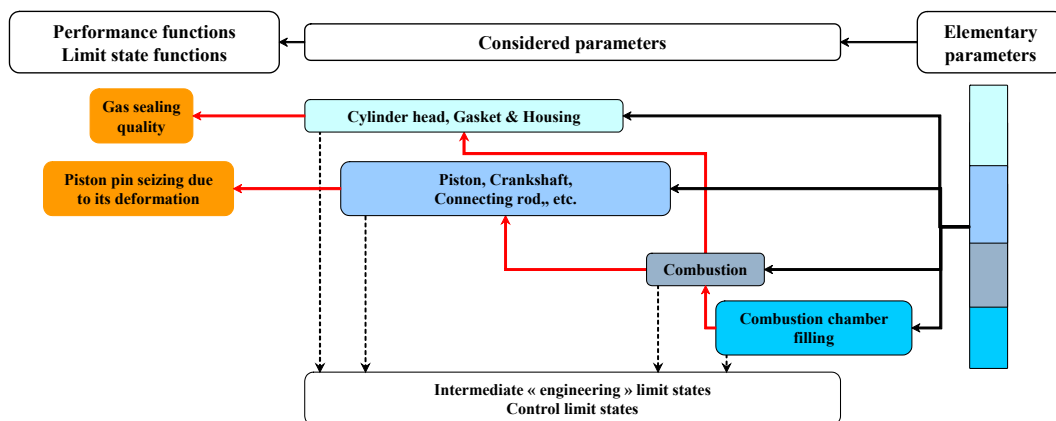 Performance functions
Limit state functions
Considered parameters
Elementary
parameters
Gas sealing
quality
Cylinder head, Gasket & Housing
Piston pin seizing due
to its deformation
Piston, Crankshaft,
Connecting rod,, etc.
Combustion
Combustion chamber
filling
Intermediate « engineering » limit states
Control limit states